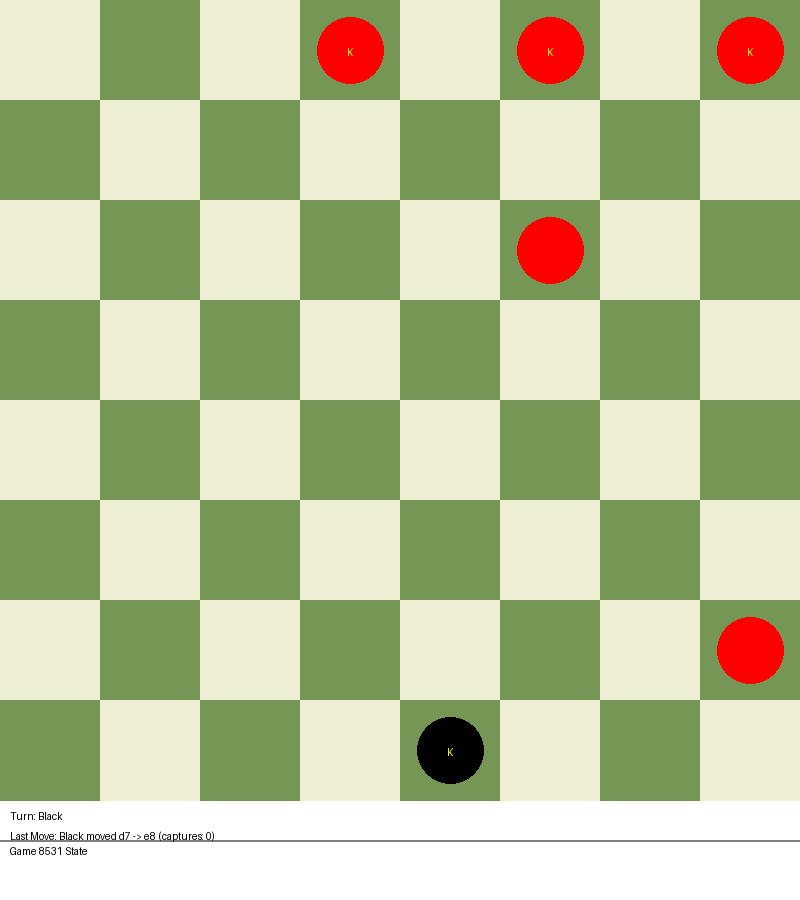 K K K
K
Turn: Black
Last Move: Black moved d7 -> e8 (captures: 0)
Game 8531 State